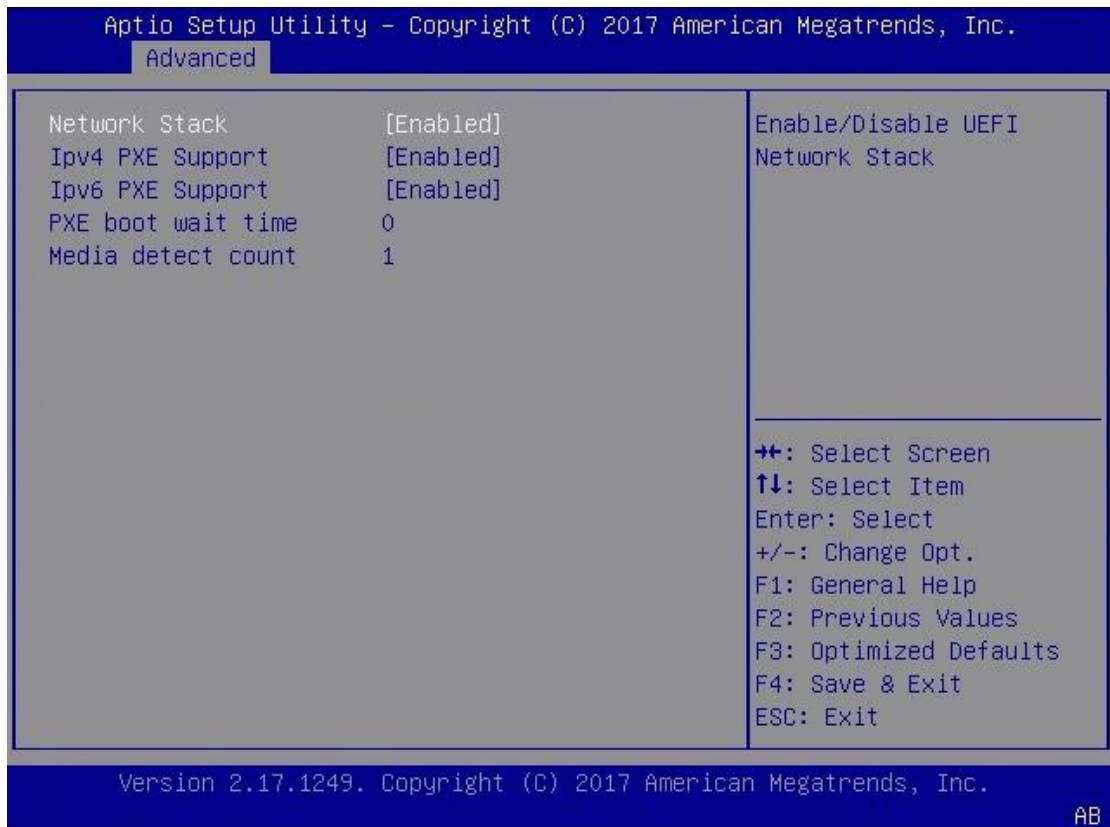 Aptio Setup Utility – Copyright (C) 2017 American Megatrends, Inc.
Advanced
Network Stack [Enabled]
Ipv4 PXE Support [Enabled]
Ipv6 PXE Support [Enabled]
PXE boot wait time 0
Media detect count 1
Enable/Disable UEFI
Network Stack
→←: Select Screen
↑↓: Select Item
Enter: Select
+/-: Change Opt.
F1: General Help
F2: Previous Values
F3: Optimized Defaults
F4: Save & Exit
ESC: Exit
Version 2.17.1249. Copyright (C) 2017 American Megatrends, Inc.
AB